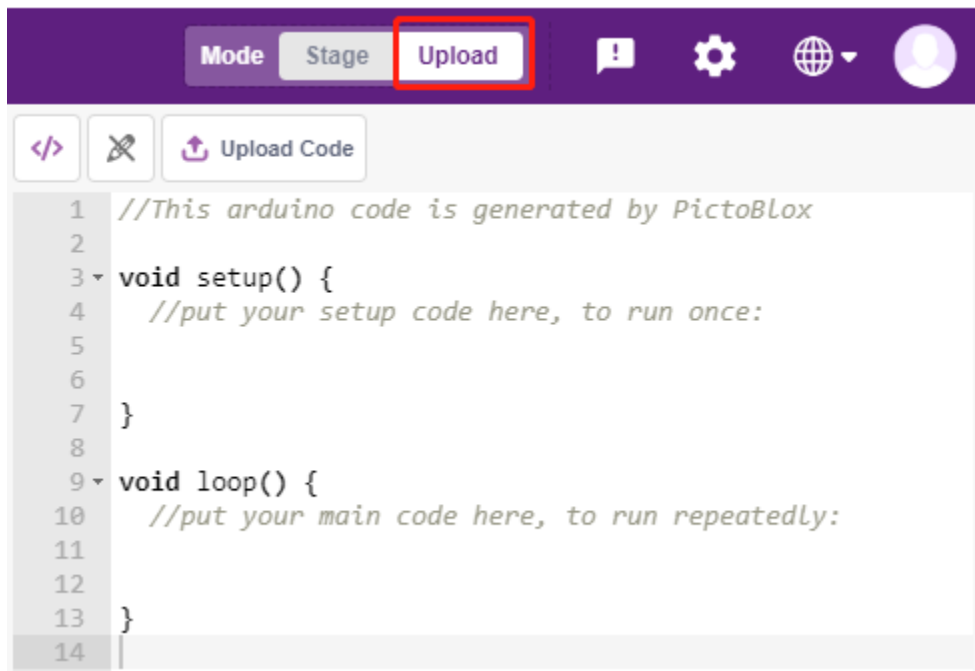 Mode Stage Upload
</> Upload Code
1 //This arduino code is generated by PictoBlox
2
3 void setup() {
4 //put your setup code here, to run once:
5
6
7 }
8
9 void loop() {
10 //put your main code here, to run repeatedly:
11
12
13 }
14